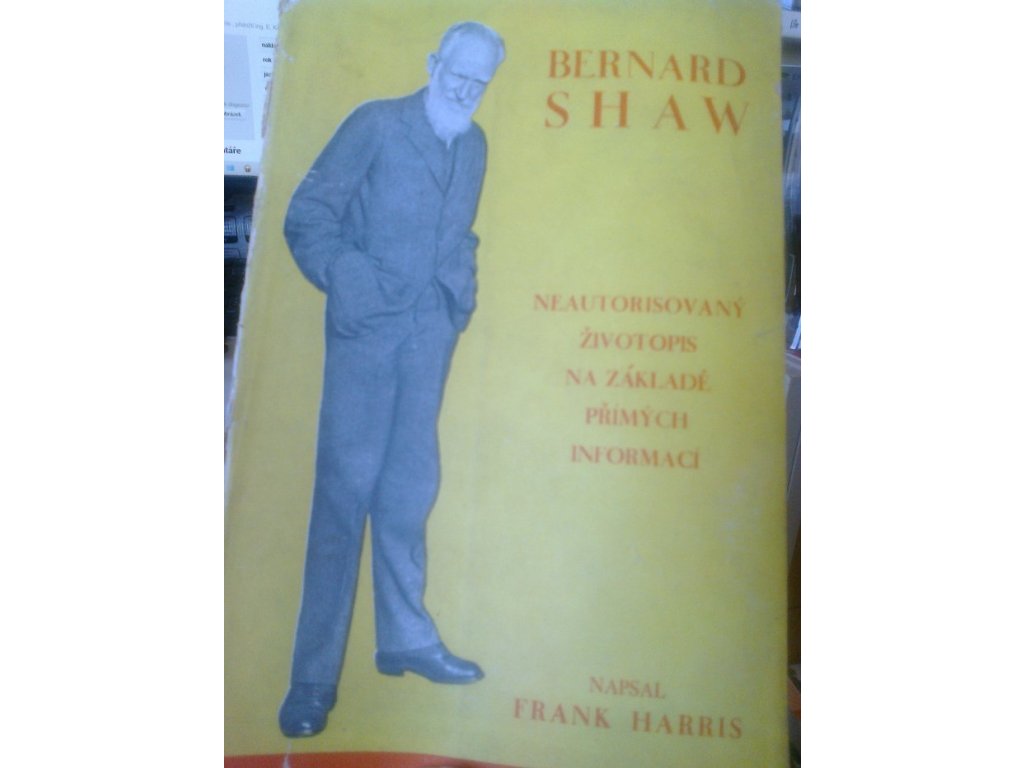 BERNARD
SHAW
NEAUTORISOVANÝ
ŽIVOTOPIS
NA ZÁKLADĚ
PŘÍMÝCH
INFORMACÍ
NAPSAL
FRANK HARRIS